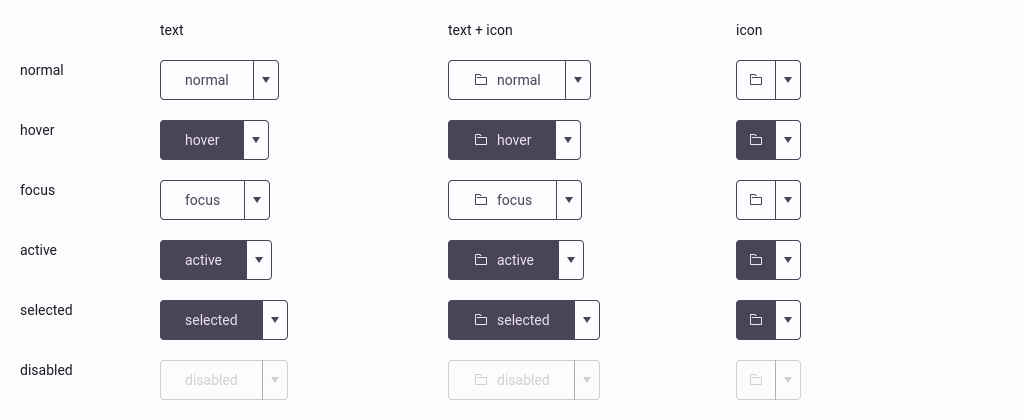 text text + icon icon
normal normal normal
hover hover hover
focus focus focus
active active active
selected selected selected
disabled disabled disabled